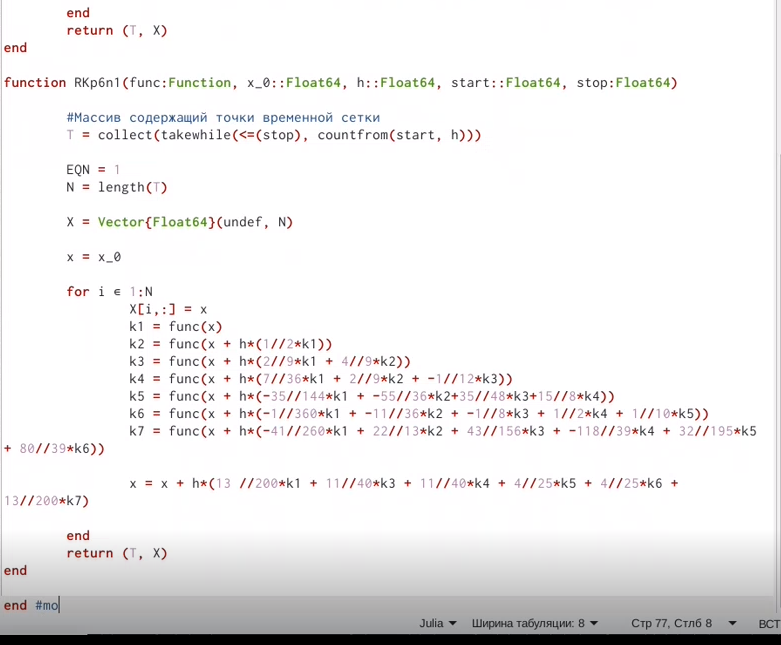 end
return (T, X)
end
function RKp6n1(func:Function, x_0::Float64, h::Float64, start::Float64, stop:Float64)
#Массив содержащий точки временной сетки
T = collect(takewhile(<=(stop), countfrom(start, h)))
EQN = 1
N = length(T)
X = Vector{Float64}(undef, N)
x = x_0
for i ∈ 1:N
X[i,:] = x
k1 = func(x)
k2 = func(x + h*(1//2*k1))
k3 = func(x + h*(2//9*k1 + 4//9*k2))
k4 = func(x + h*(7//36*k1 + 2//9*k2 + -1//12*k3))
k5 = func(x + h*(-35//144*k1 + -55//36*k2+35//48*k3+15//8*k4))
k6 = func(x + h*(-1//360*k1 + -11//36*k2 + -1//8*k3 + 1//2*k4 + 1//10*k5))
k7 = func(x + h*(-41//260*k1 + 22//13*k2 + 43//156*k3 + -118//39*k4 + 32//195*k5
+ 80//39*k6))
x = x + h*(13 //200*k1 + 11//40*k3 + 11//40*k4 + 4//25*k5 + 4//25*k6 +
13//200*k7)
end
return (T, X)
end
end #mo
Julia Ширина табуляции: 8 Стр 77, Стлб 8 ВСТ